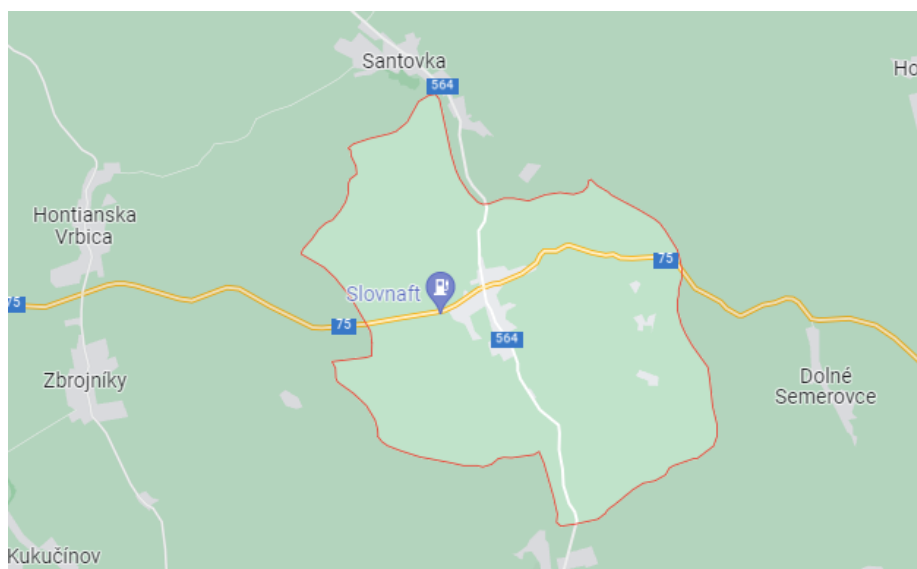 Santovka
564
Ho
Hontianska
Vrbica
75
Slovnaft
75
75
564
Zbrojníky
Dolné
Semerovce
Kukučínov